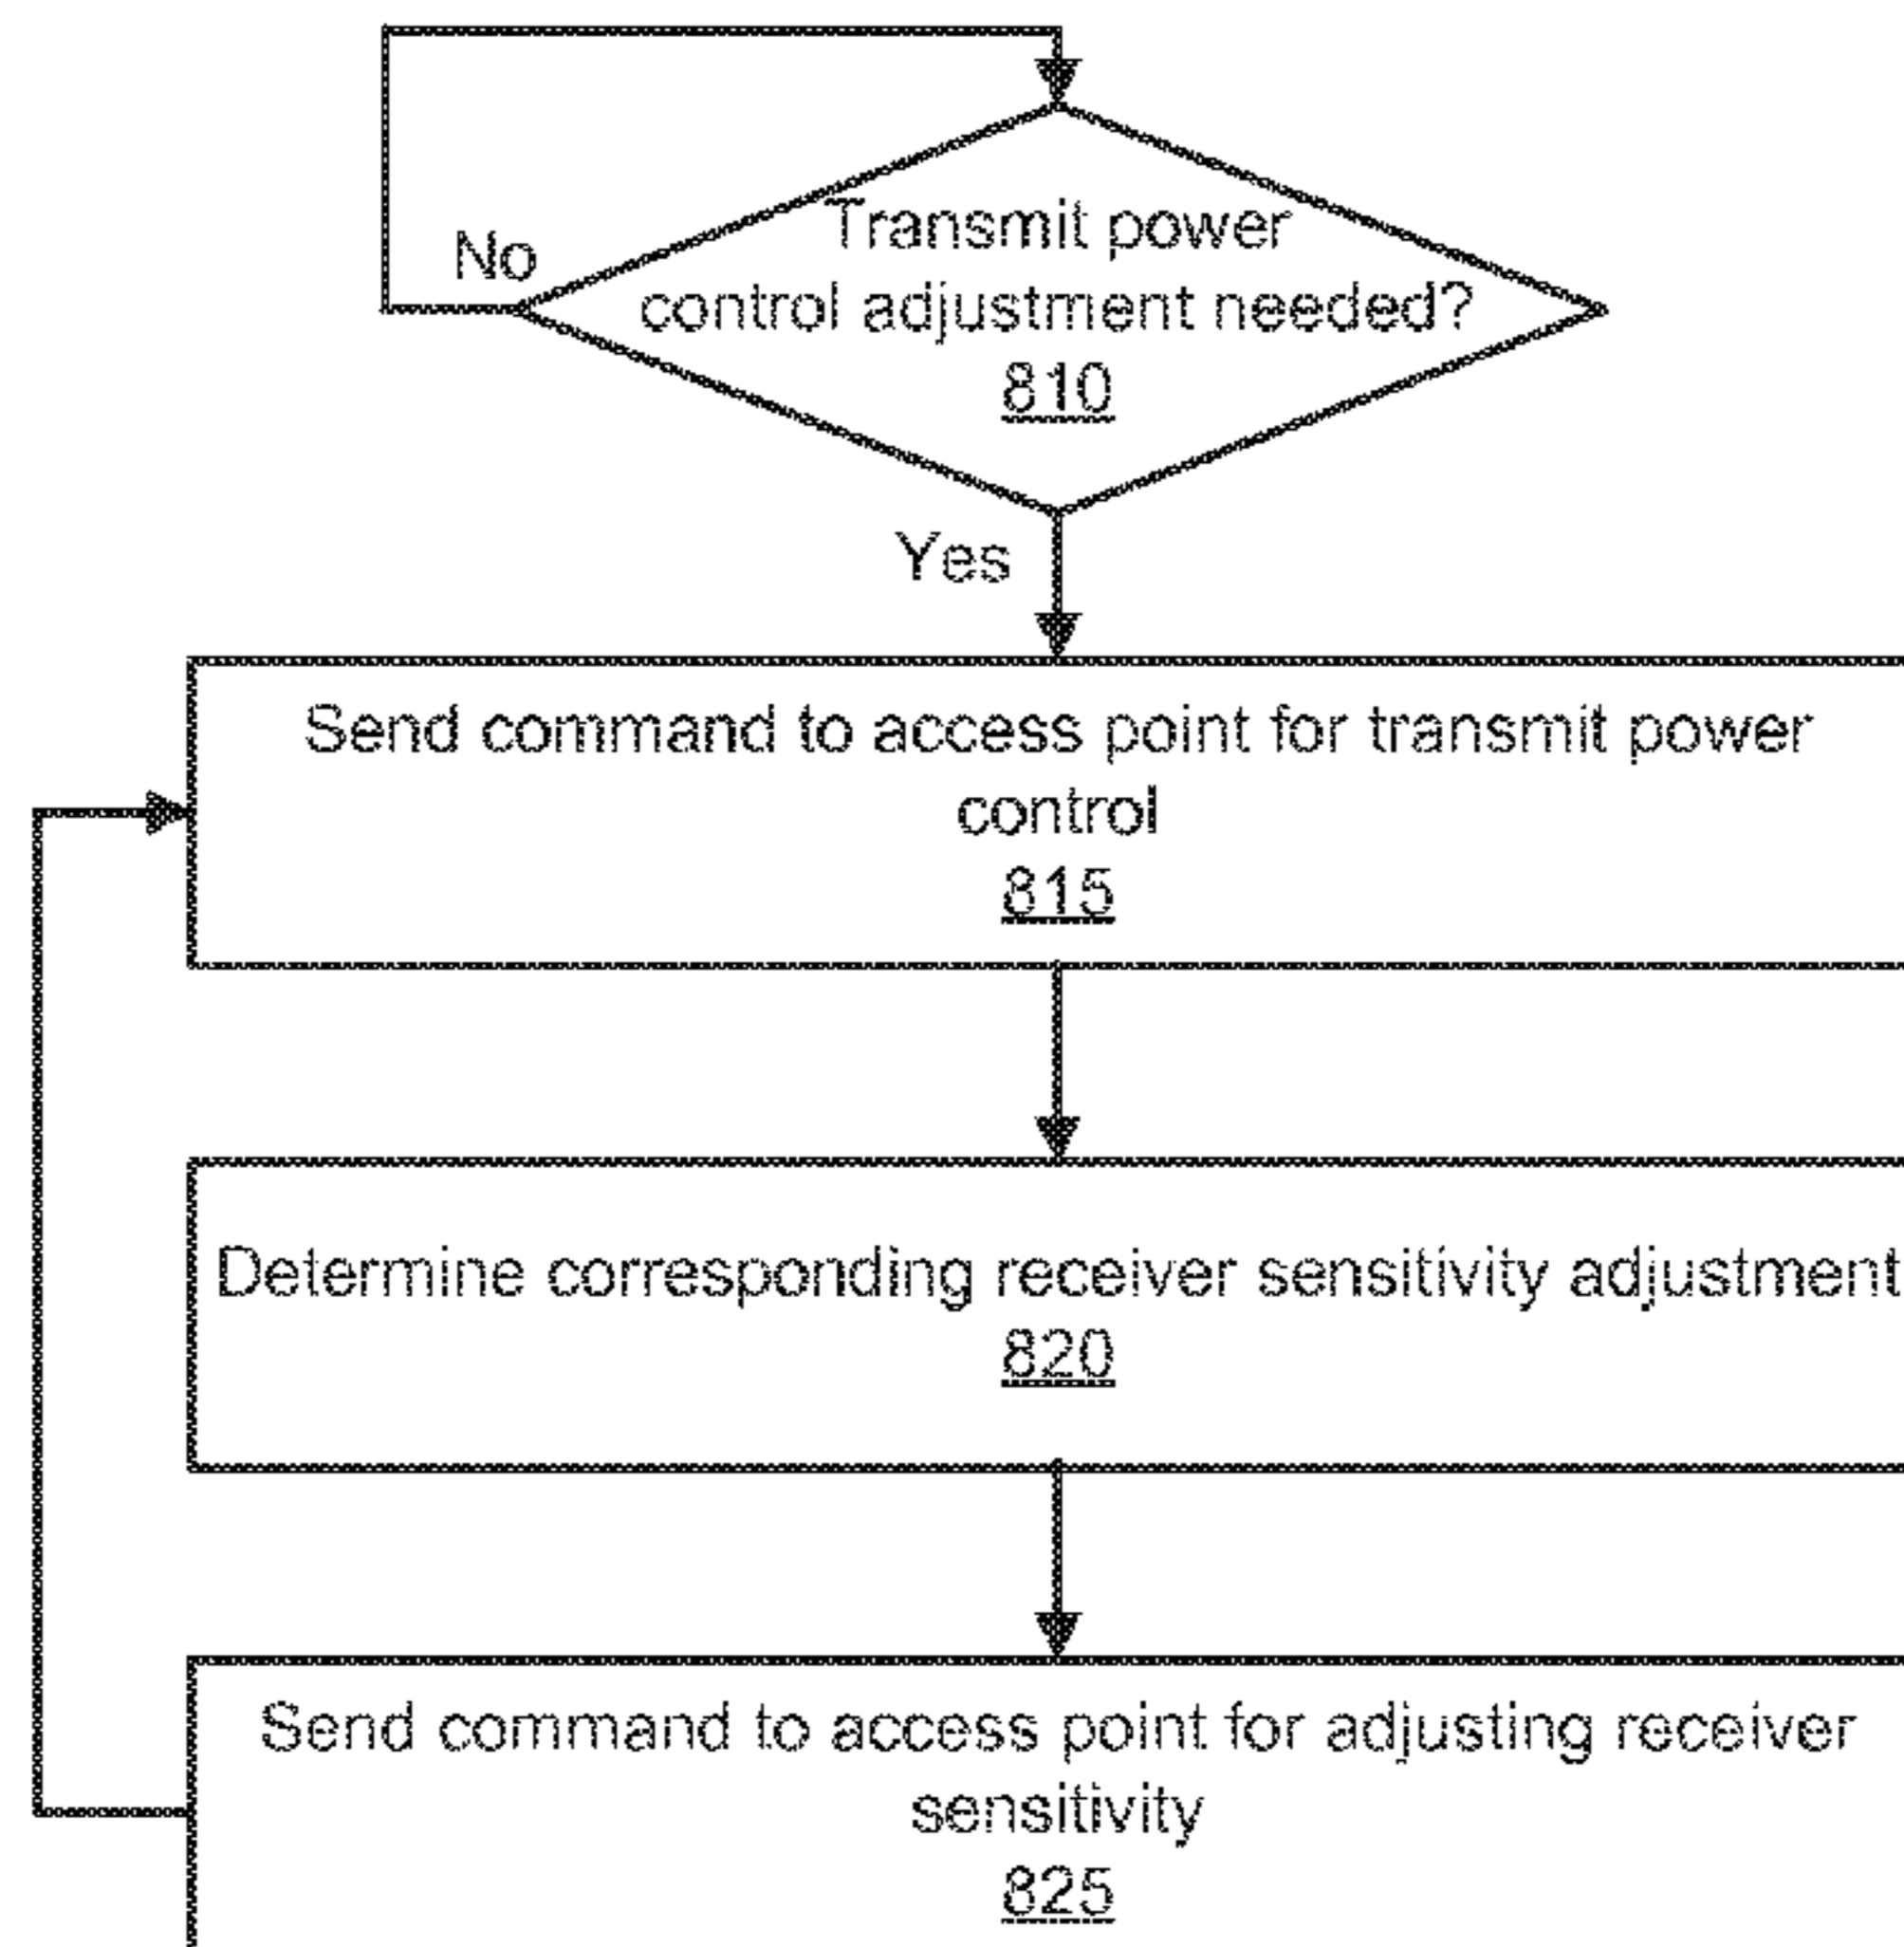 Transmit power
No
control adjustment needed?
810
Yes
Send command to access point for transmit power
control
815
Determine corresponding receiver sensitivity adjustment
820
Send command to access point for adjusting receiver
sensitivity
825